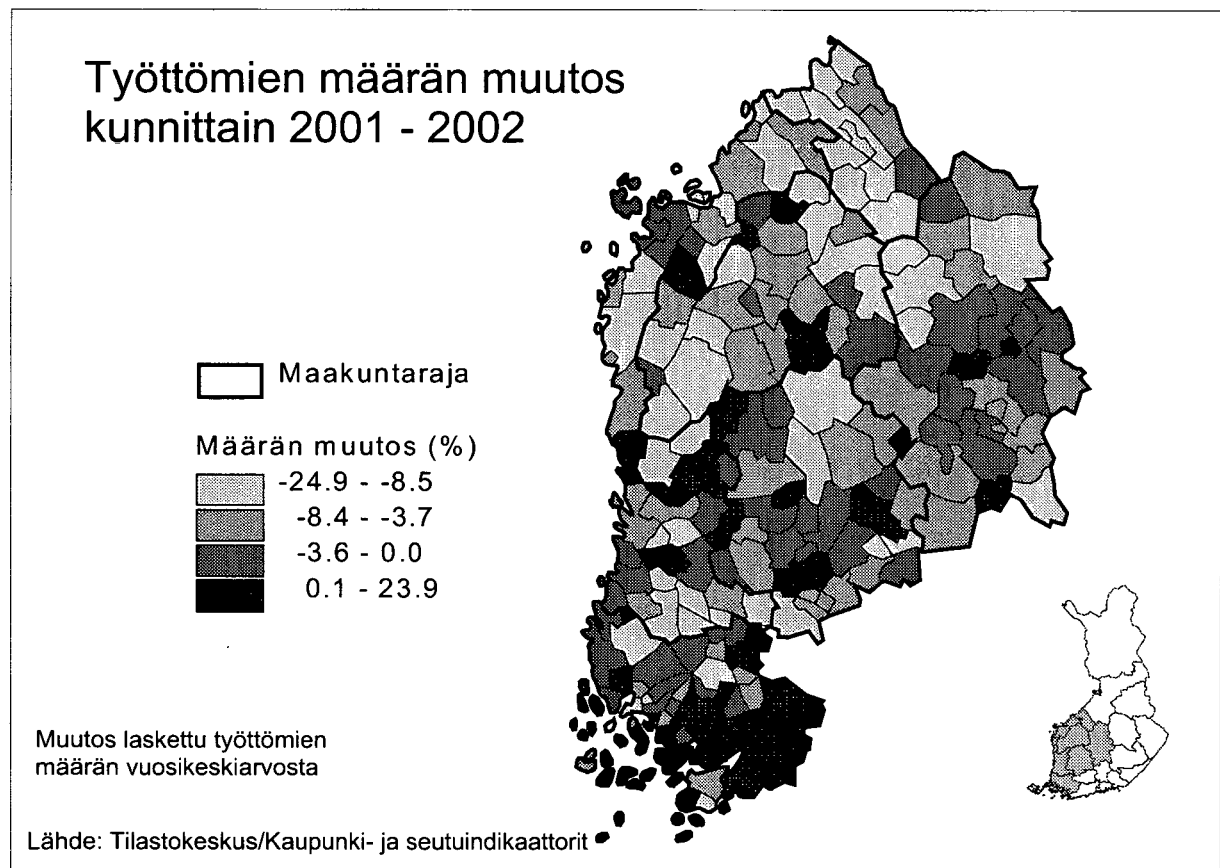 Työttömien määrän muutos
kunnittain 2001 - 2002
Maakuntaraja
Määrän muutos (%)
-24.9 - -8.5
-8.4 - -3.7
-3.6 - 0.0
0.1 - 23.9
Muutos laskettu työttömien
määrän vuosikeskiarvosta
Lähde: Tilastokeskus/Kaupunki- ja seutuindikaattorit